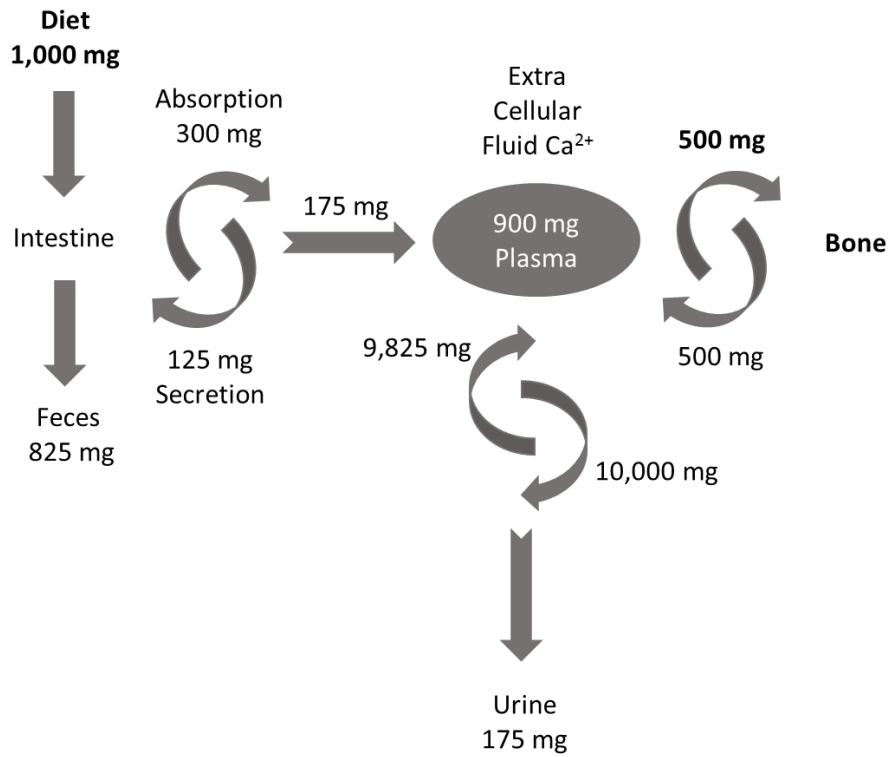 Diet
1,000 mg
Absorption
300 mg
Extra
Cellular
Fluid Ca²⁺
500 mg
175 mg
900 mg
Plasma
Intestine
Bone
9,825 mg
125 mg
Secretion
500 mg
Feces
825 mg
10,000 mg
Urine
175 mg